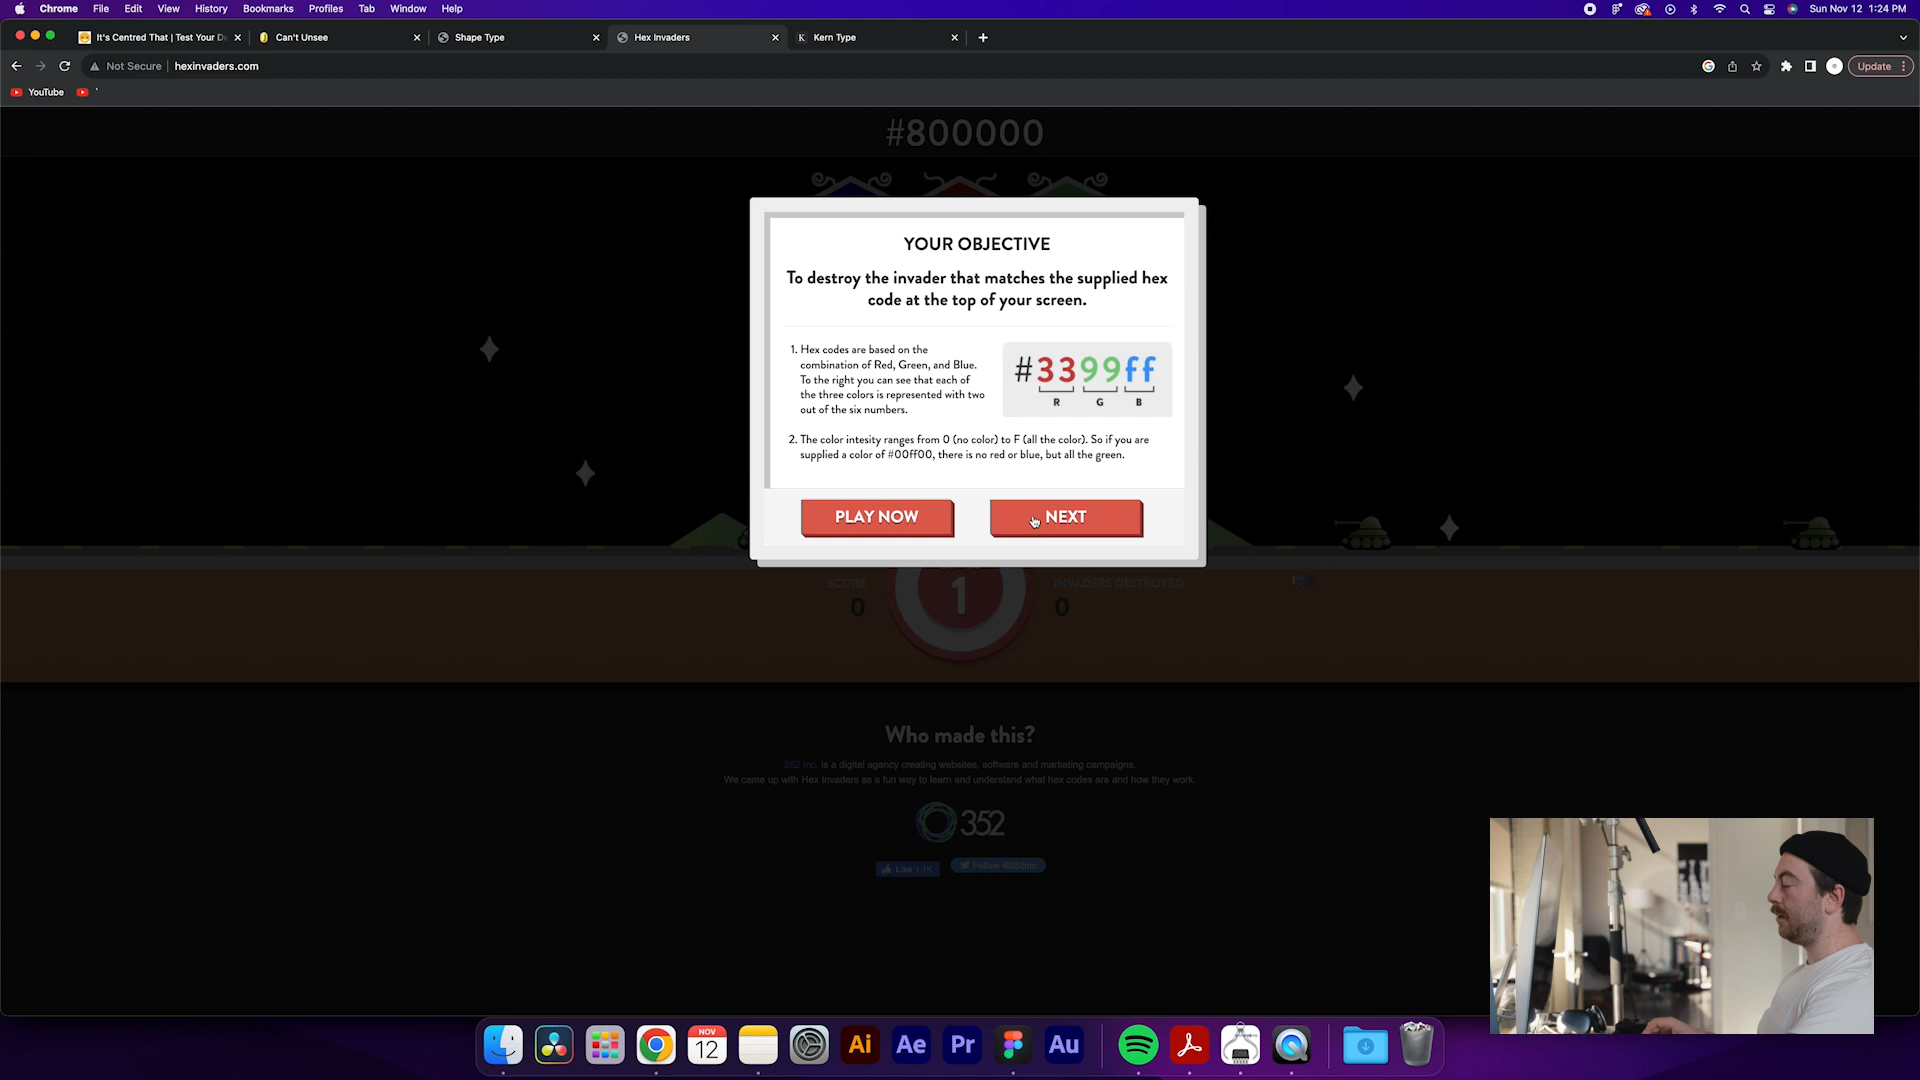 Chrome File Edit View History Bookmarks Profiles Tab Window Help
Sun Nov 12 1:24 PM
It's Centred That | Test Your D
Can't Unsee
Shape Type
Hex Invaders
K Kern Type
Not Secure hexinvaders.com
Update
YouTube
#800000
YOUR OBJECTIVE
To destroy the invader that matches the supplied hex
code at the top of your screen.
1. Hex codes are based on the
combination of Red, Green, and Blue.
To the right you can see that each of
the three colors is represented with two
out of the six numbers.
#3399ff
R G B
2. The color intesity ranges from 0 (no color) to F (all the color). So if you are
supplied a color of #00ff00, there is no red or blue, but all the green.
PLAY NOW
NEXT
SCORE
0
1
INVADERS DESTROYED
0
Who made this?
352 Inc. is a digital agency creating websites, software and marketing campaigns.
We came up with Hex Invaders as a fun way to learn and understand what hex codes are and how they work.
352
Like 1.1K
Follow @352inc
NOV
12
Ai
Ae
Pr
Au